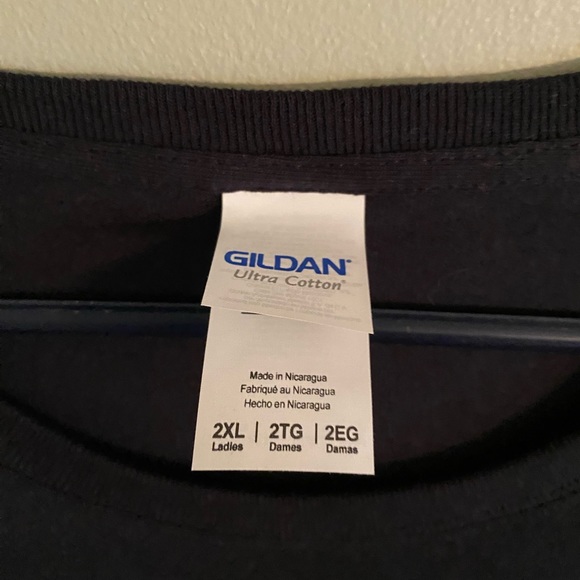 GILDAN®
Ultra Cotton®
Made in Nicaragua
Fabriqué au Nicaragua
Hecho en Nicaragua
2XL | 2TG | 2EG
Ladies Dames Damas